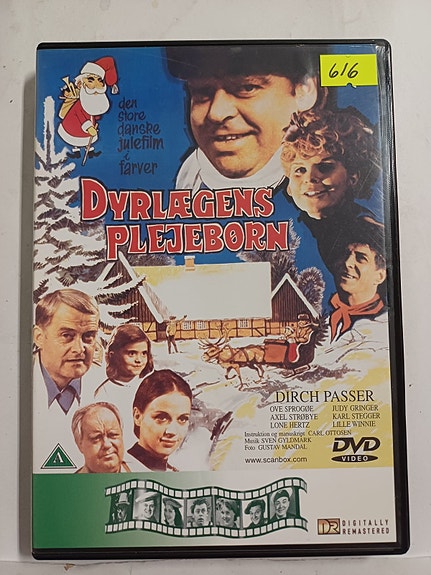 616
den
store
danske
julefilm
i
farver
DYRLÆGENS
PLEJEBØRN
DIRCH PASSER
OVE SPROGØE JUDY GRINGER
AXEL STRØBYE KARL STEGGER
LONE HERTZ LILLE WINNIE
Instruktion og manuskript: CARL OTTOSEN
Musik SVEN GYLDMARK
Foto: GUSTAV MANDAL
www.scanbox.com
DVD
VIDEO
A
DR DIGITALLY
REMASTERED